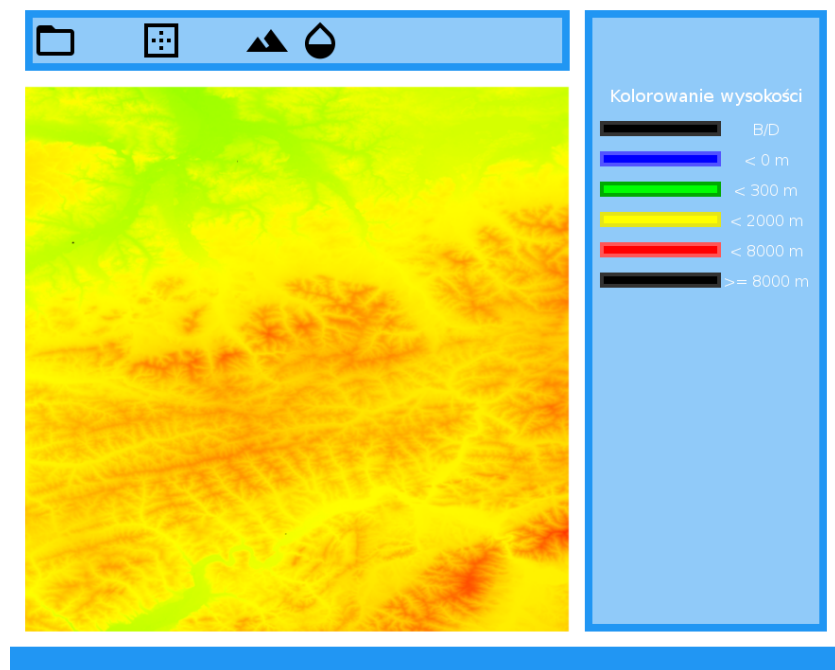 Kolorowanie wysokości
B/D
< 0 m
< 300 m
< 2000 m
< 8000 m
>= 8000 m